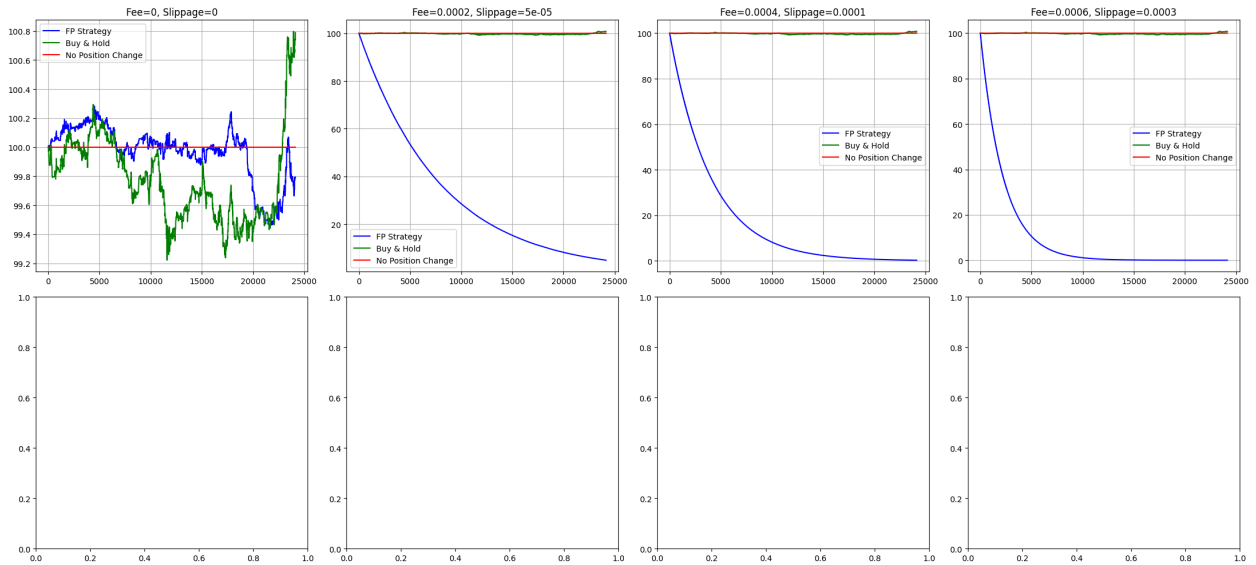 Fee=0, Slippage=0
100.8
100.6
100.4
100.2
100.0
99.8
99.6
99.4
99.2
FP Strategy
Buy & Hold
No Position Change
0 5000 10000 15000 20000 25000
Fee=0.0002, Slippage=5e-05
100
80
60
40
20
FP Strategy
Buy & Hold
No Position Change
0 5000 10000 15000 20000 25000
Fee=0.0004, Slippage=0.0001
100
80
60
40
20
0
FP Strategy
Buy & Hold
No Position Change
0 5000 10000 15000 20000 25000
Fee=0.0006, Slippage=0.0003
100
80
60
40
20
0
FP Strategy
Buy & Hold
No Position Change
0 5000 10000 15000 20000 25000
1.0
0.8
0.6
0.4
0.2
0.0
0.0 0.2 0.4 0.6 0.8 1.0
1.0
0.8
0.6
0.4
0.2
0.0
0.0 0.2 0.4 0.6 0.8 1.0
1.0
0.8
0.6
0.4
0.2
0.0
0.0 0.2 0.4 0.6 0.8 1.0
1.0
0.8
0.6
0.4
0.2
0.0
0.0 0.2 0.4 0.6 0.8 1.0